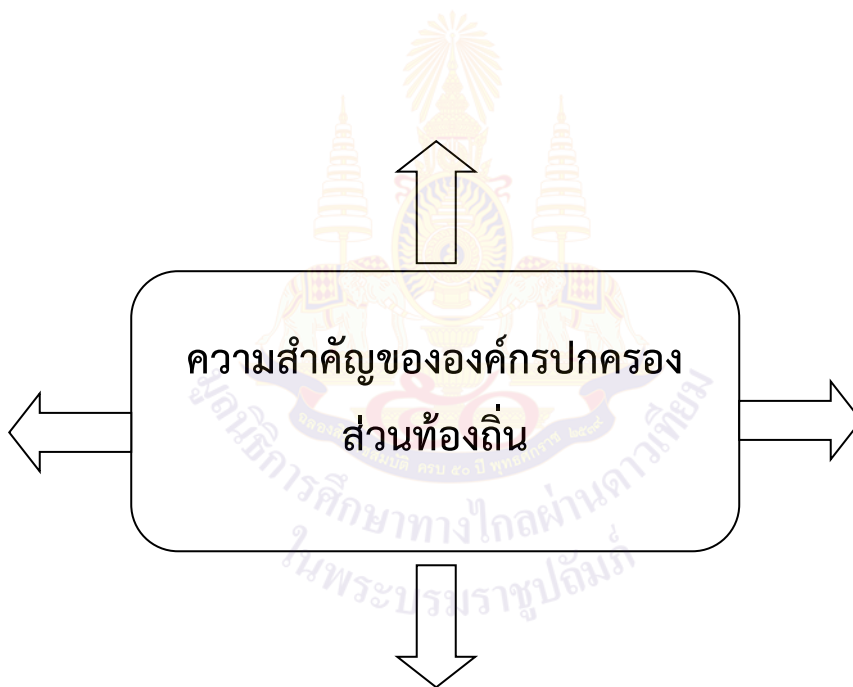 ความสำคัญขององค์กรปกครอง
ส่วนท้องถิ่น
มูลนิธิการศึกษาทางไกลผ่านดาวเทียม
ในพระบรมราชูปถัมภ์